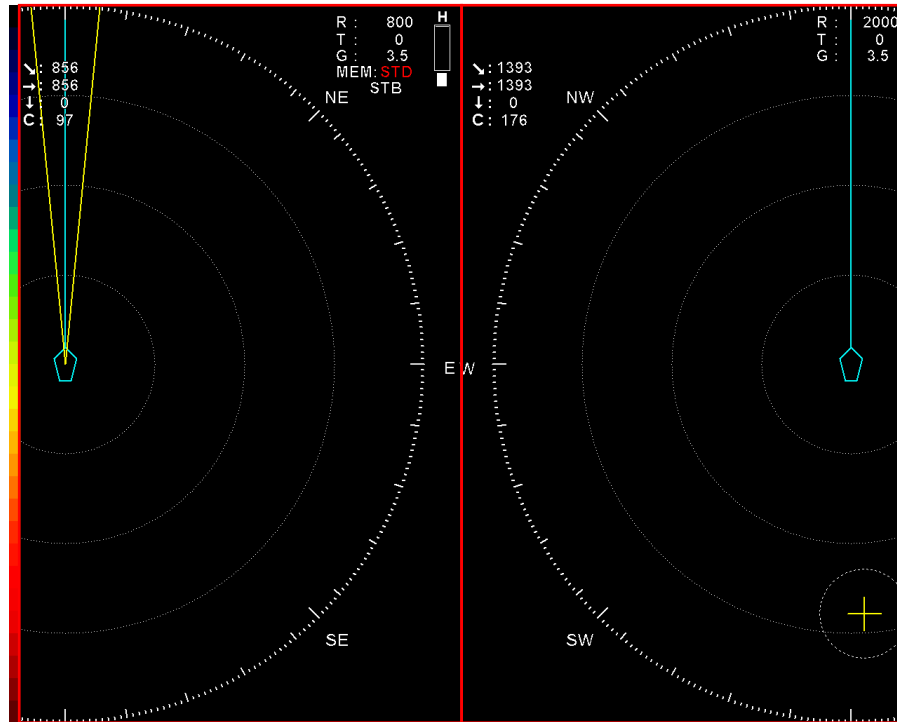 R : 800
T : 0
G : 3.5
MEM: STD
STB
H
↘: 856
→: 856
↓: 0
C: 97
NE
E
SE
R : 2000
T : 0
G : 3.5
↘: 1393
→: 1393
↓: 0
C: 176
NW
W
SW